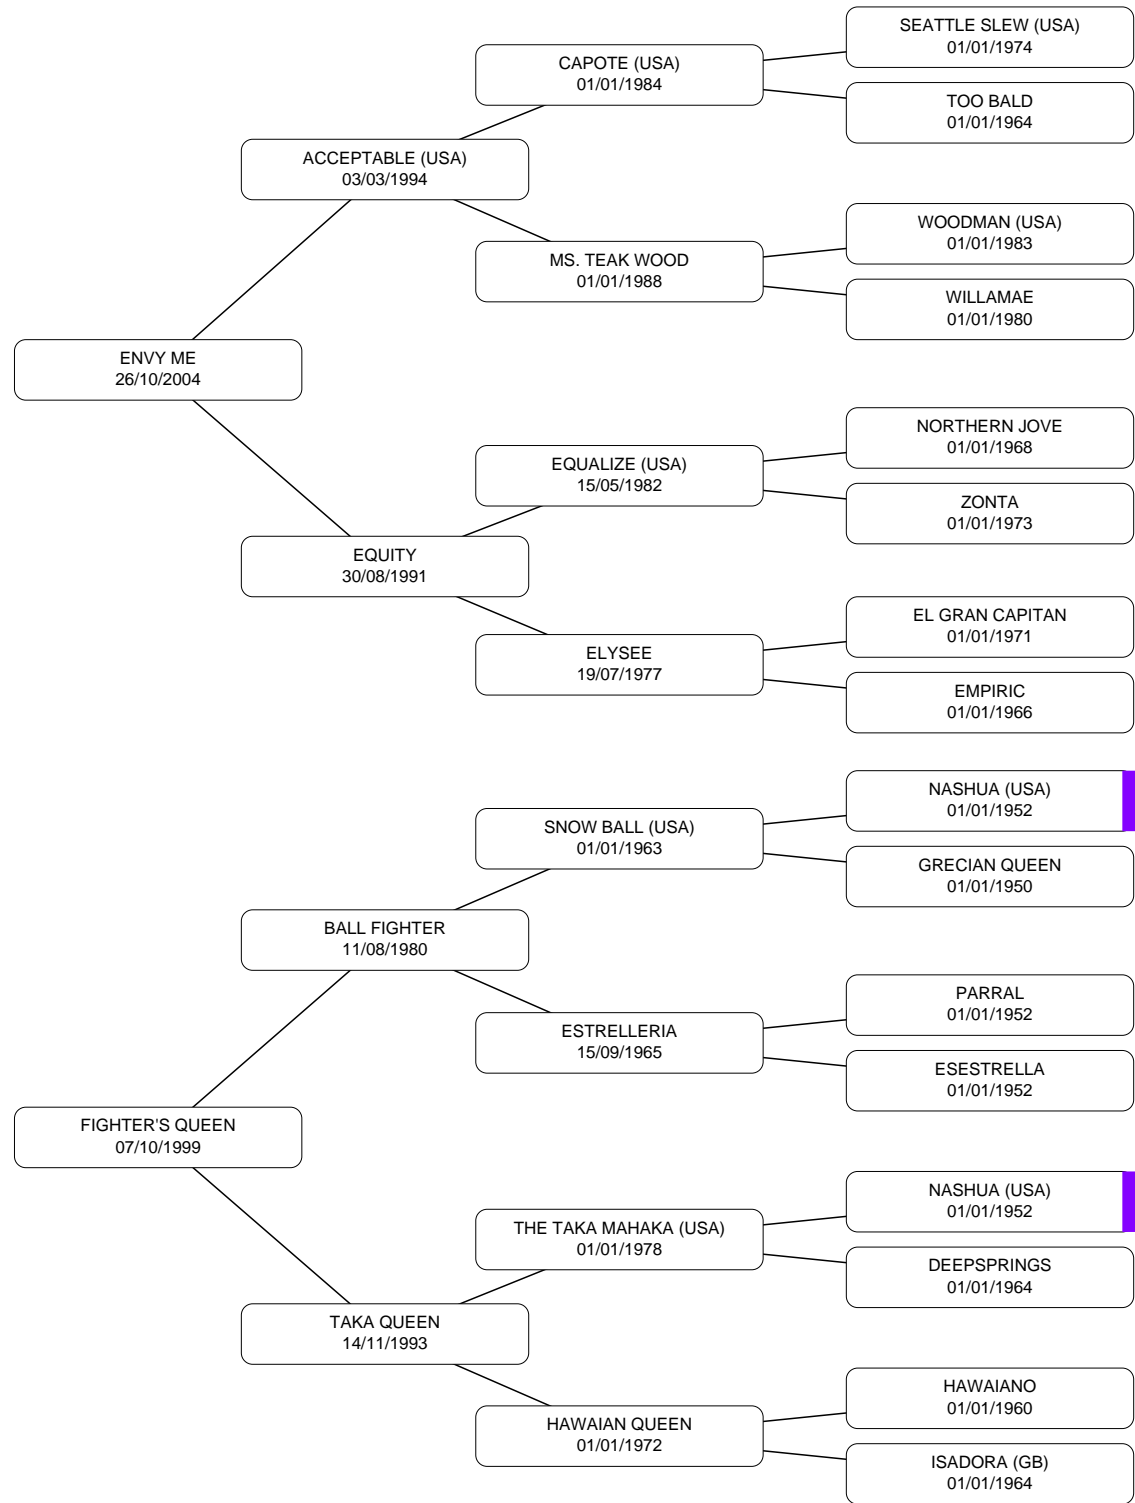 SEATTLE SLEW (USA)
01/01/1974
CAPOTE (USA)
01/01/1984
TOO BALD
01/01/1964
ACCEPTABLE (USA)
03/03/1994
WOODMAN (USA)
01/01/1983
MS. TEAK WOOD
01/01/1988
WILLAMAE
01/01/1980
ENVY ME
26/10/2004
NORTHERN JOVE
01/01/1968
EQUALIZE (USA)
15/05/1982
ZONTA
01/01/1973
EQUITY
30/08/1991
EL GRAN CAPITAN
01/01/1971
ELYSEE
19/07/1977
EMPIRIC
01/01/1966
NASHUA (USA)
01/01/1952
SNOW BALL (USA)
01/01/1963
GRECIAN QUEEN
01/01/1950
BALL FIGHTER
11/08/1980
PARRAL
01/01/1952
ESTRELLERIA
15/09/1965
ESESTRELLA
01/01/1952
FIGHTER'S QUEEN
07/10/1999
NASHUA (USA)
01/01/1952
THE TAKA MAHAKA (USA)
01/01/1978
DEEPSPRINGS
01/01/1964
TAKA QUEEN
14/11/1993
HAWAIANO
01/01/1960
HAWAIAN QUEEN
01/01/1972
ISADORA (GB)
01/01/1964